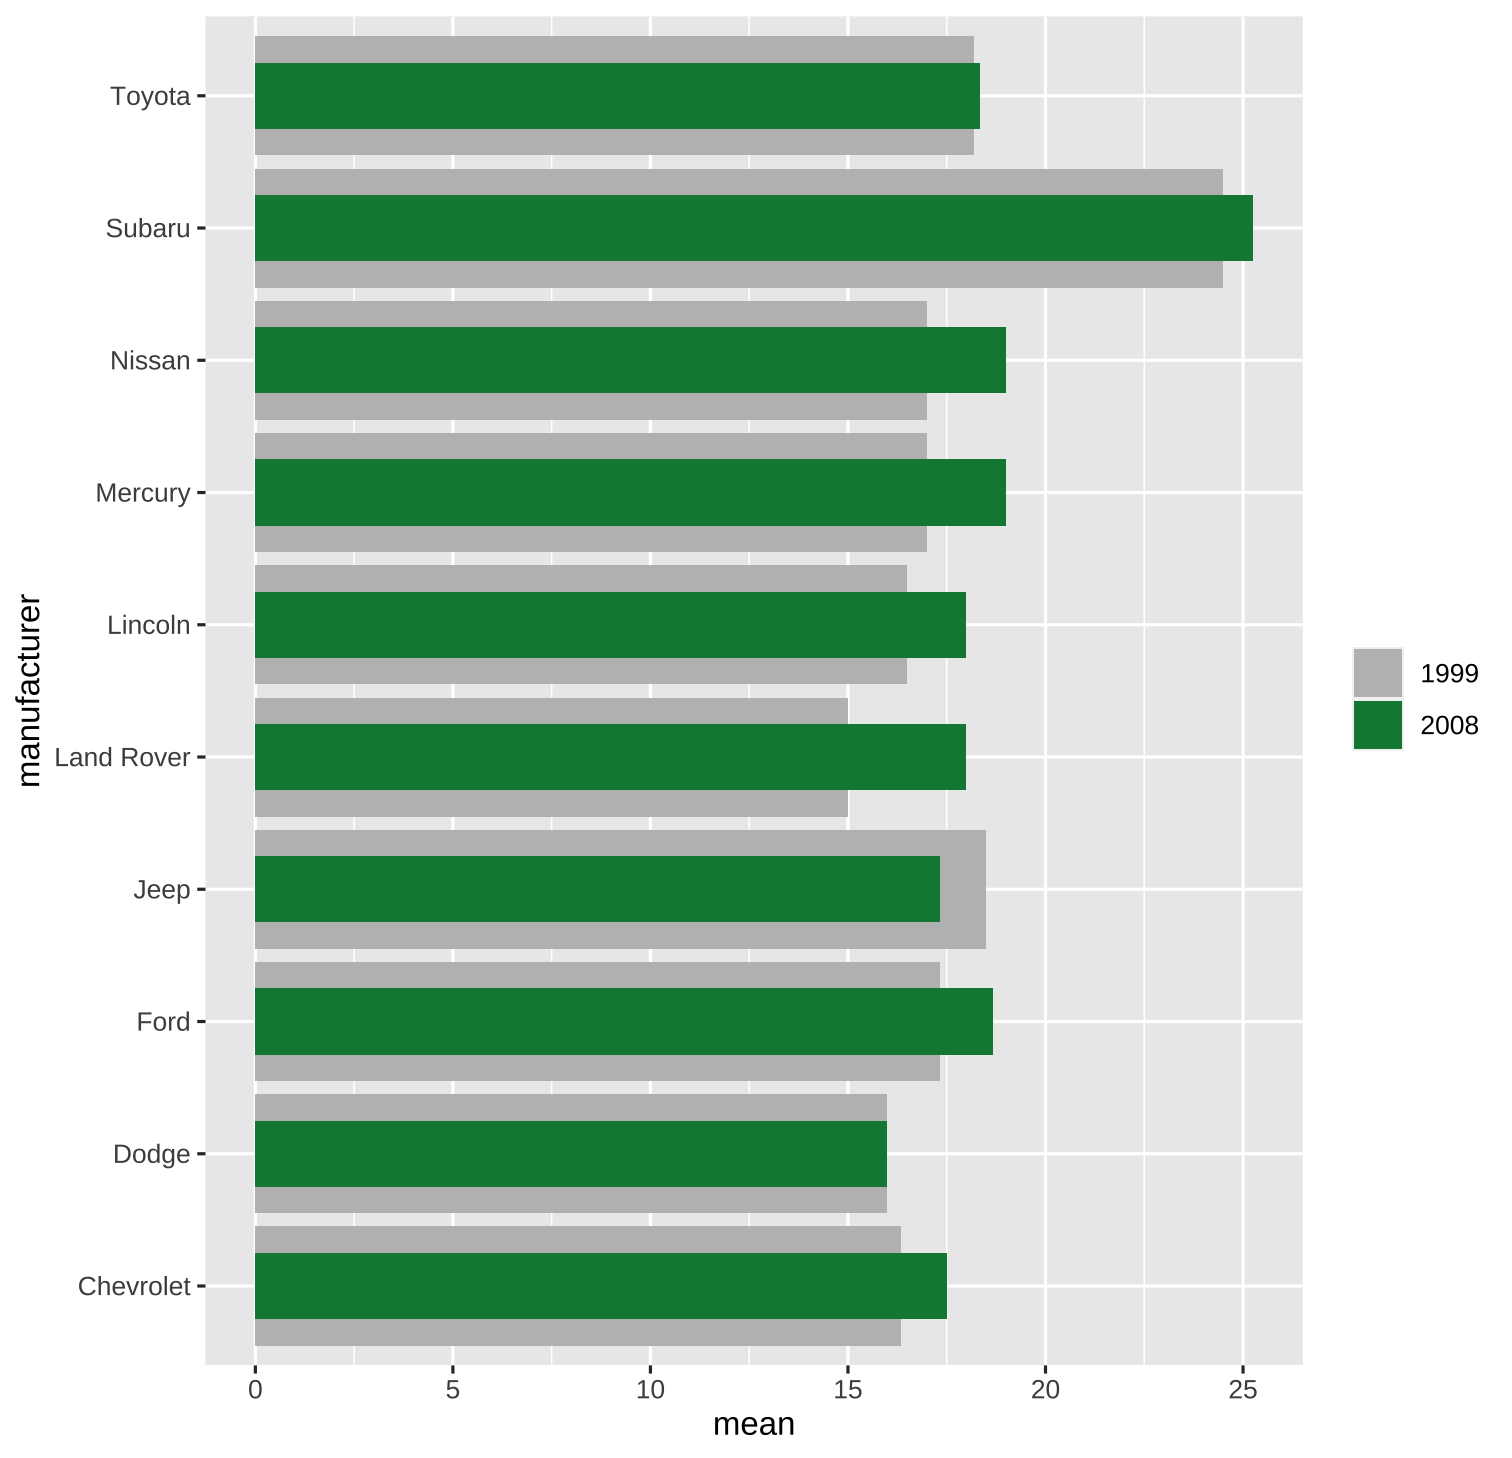 Toyota
Subaru
Nissan
Mercury
Lincoln
Land Rover
Jeep
Ford
Dodge
Chevrolet
manufacturer
0 5 10 15 20 25
mean
1999
2008